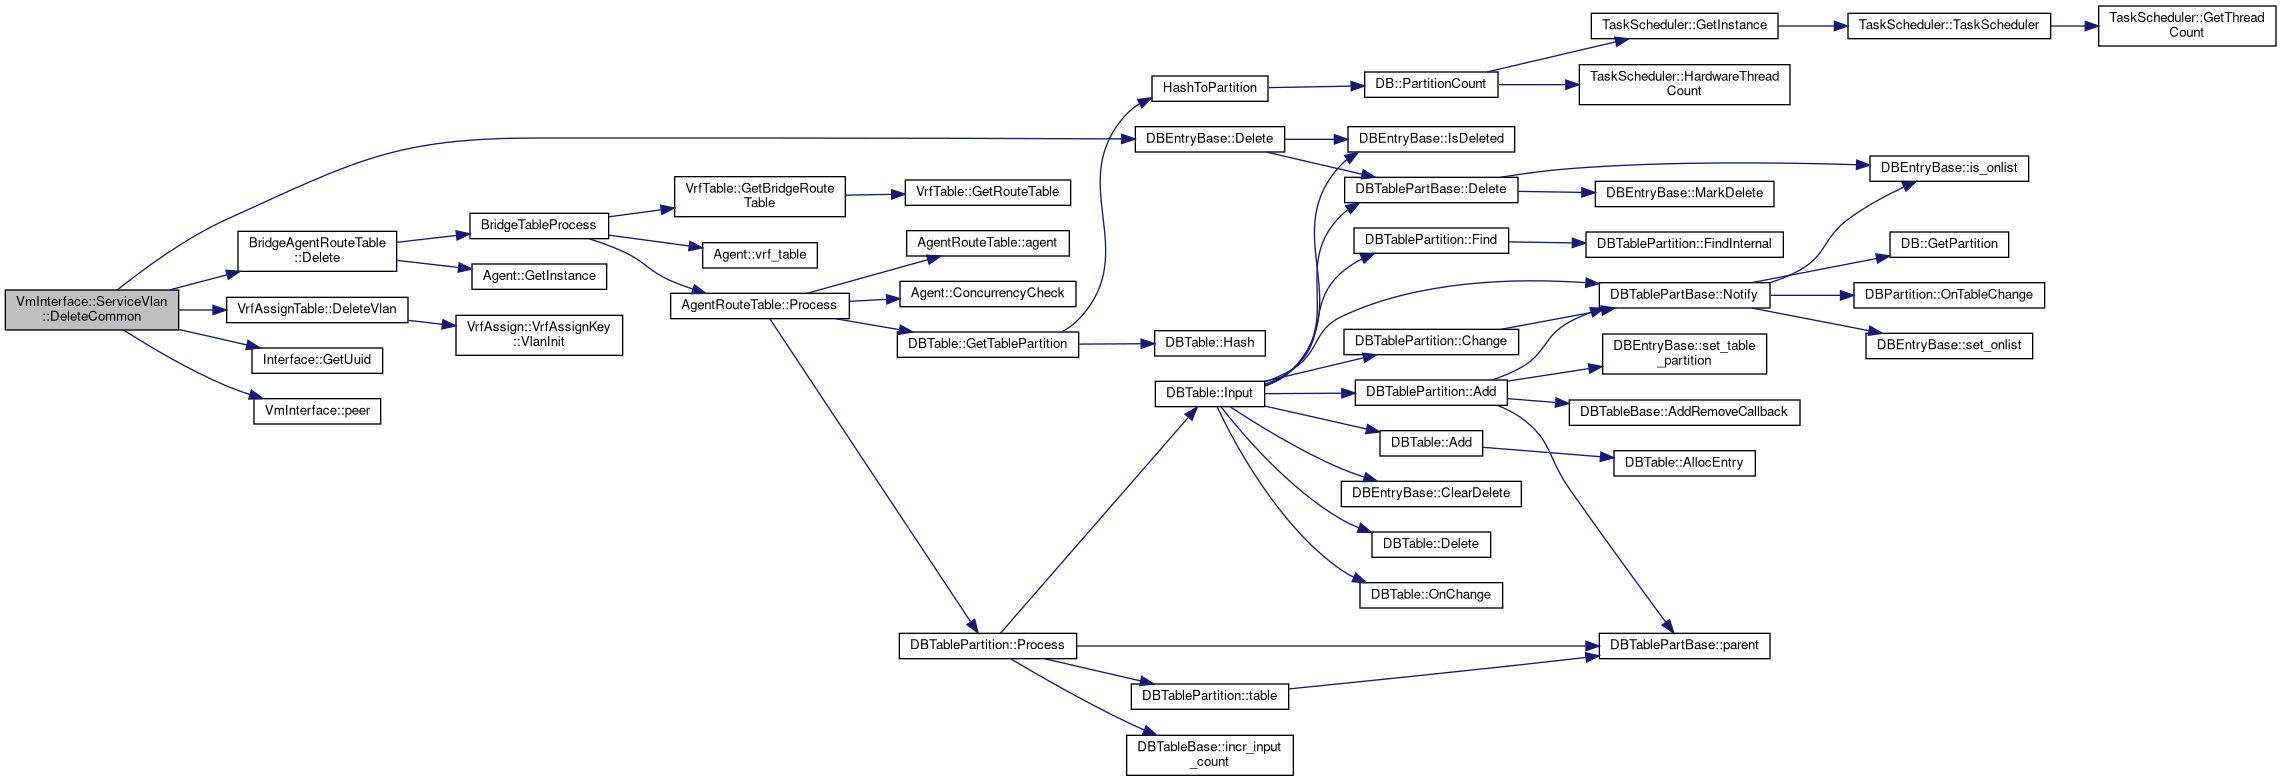 VmInterface::ServiceVlan
::DeleteCommon
BridgeAgentRouteTable
::Delete
VrfAssignTable::DeleteVlan
Interface::GetUuid
VmInterface::peer
BridgeTableProcess
Agent::GetInstance
VrfAssign::VrfAssignKey
::VlanInit
VrfTable::GetBridgeRoute
Table
Agent::vrf_table
AgentRouteTable::Process
VrfTable::GetRouteTable
AgentRouteTable::agent
Agent::ConcurrencyCheck
DBTable::GetTablePartition
DBTablePartition::Process
HashToPartition
DBEntryBase::Delete
DBTable::Hash
DBTable::Input
DBTablePartition::table
DBTableBase::incr_input
_count
DB::PartitionCount
DBEntryBase::IsDeleted
DBTablePartBase::Delete
DBTablePartition::Find
DBTablePartition::Change
DBTablePartition::Add
DBTable::Add
DBEntryBase::ClearDelete
DBTable::Delete
DBTable::OnChange
TaskScheduler::GetInstance
TaskScheduler::HardwareThread
Count
DBEntryBase::MarkDelete
DBTablePartition::FindInternal
DBTablePartBase::Notify
DBEntryBase::set_table
_partition
DBTableBase::AddRemoveCallback
DBTable::AllocEntry
DBTablePartBase::parent
TaskScheduler::TaskScheduler
DBEntryBase::is_onlist
DB::GetPartition
DBPartition::OnTableChange
DBEntryBase::set_onlist
TaskScheduler::GetThread
Count